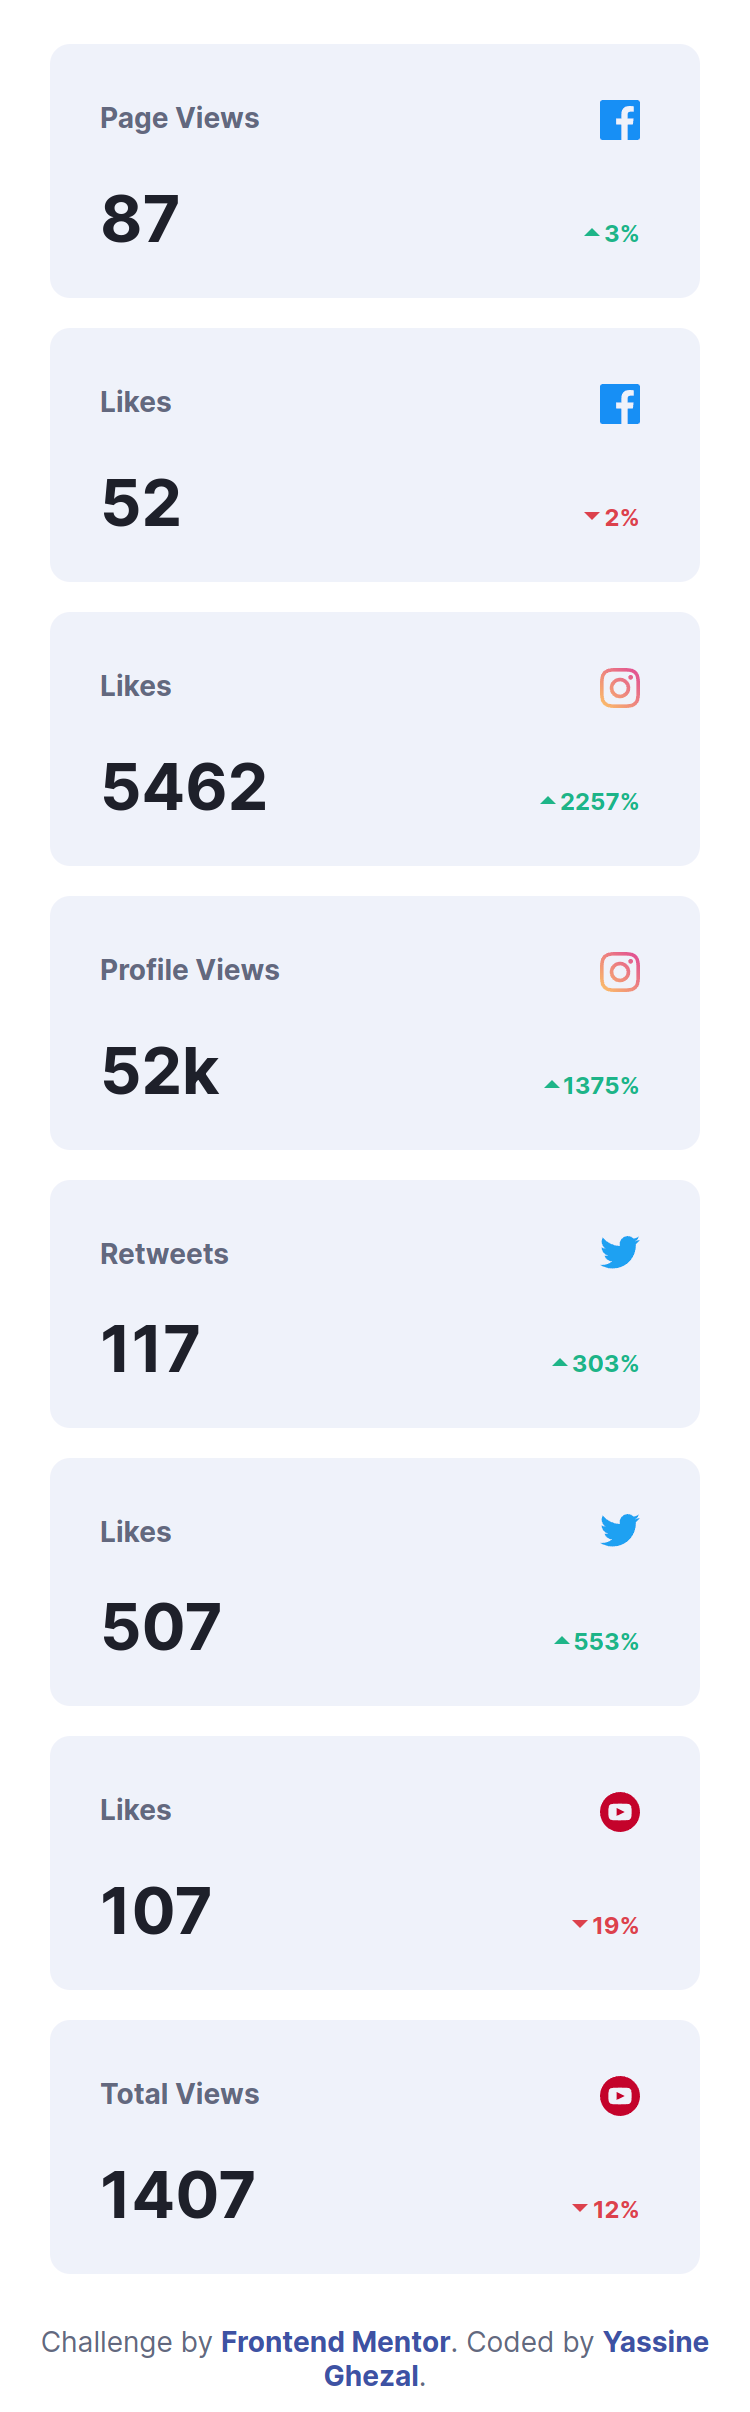 Page Views
87
3%
Likes
52
2%
Likes
5462
2257%
Profile Views
52k
1375%
Retweets
117
303%
Likes
507
553%
Likes
107
19%
Total Views
1407
12%
Challenge by Frontend Mentor. Coded by Yassine
Ghezal.